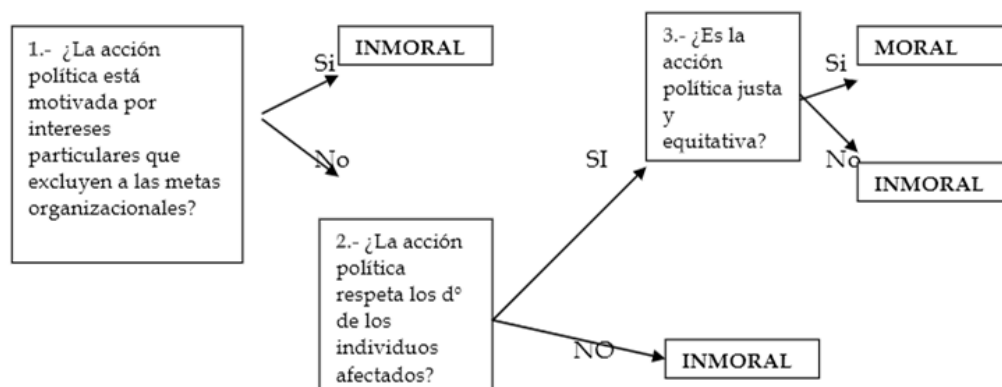 1.- ¿La acción
política está
motivada por
intereses
particulares que
excluyen a las metas
organizacionales?
Si
INMORAL
No
2.- ¿La acción
política
respeta los dº
de los
individuos
afectados?
SI
NO
INMORAL
3.- ¿Es la
acción
política justa
y
equitativa?
Si
MORAL
No
INMORAL